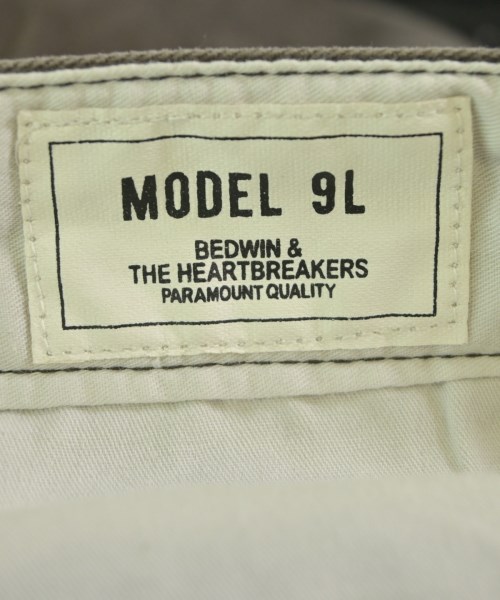 MODEL 9L
BEDWIN &
THE HEARTBREAKERS
PARAMOUNT QUALITY